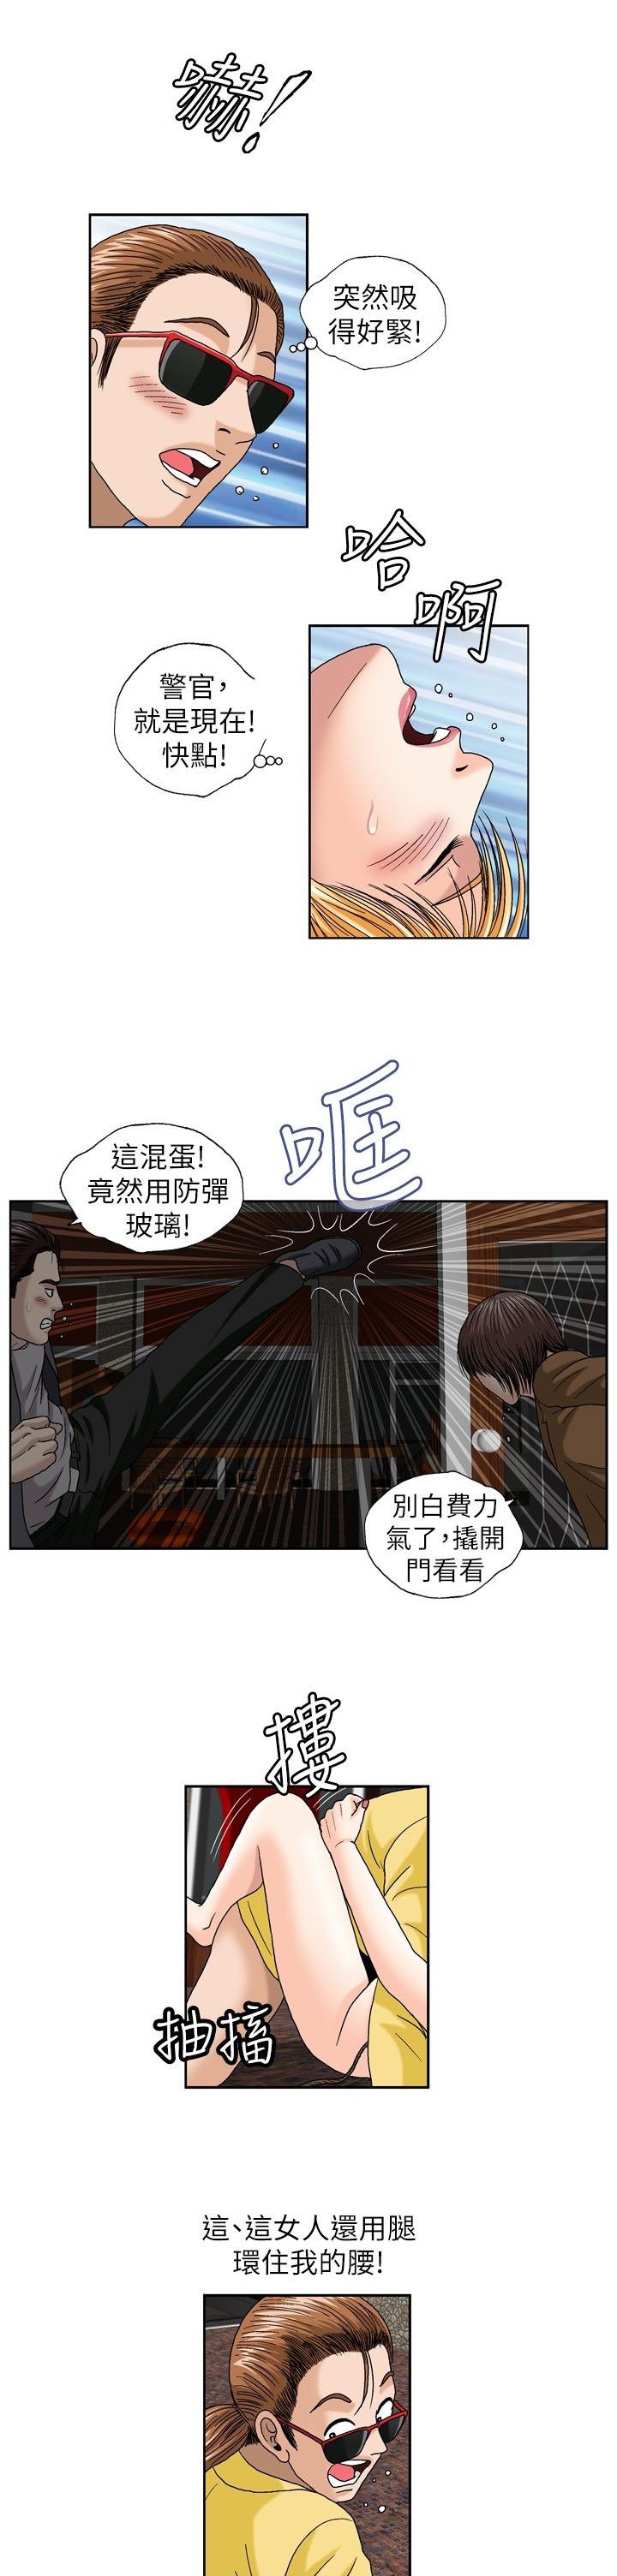 嚇!
突然吸
得好緊!
哈
啊
警官,
就是現在!
快點!
哐
這混蛋!
竟然用防彈
玻璃!
別白費力
氣了,撬開
門看看
摟
抽搐
這、這女人還用腿
環住我的腰!